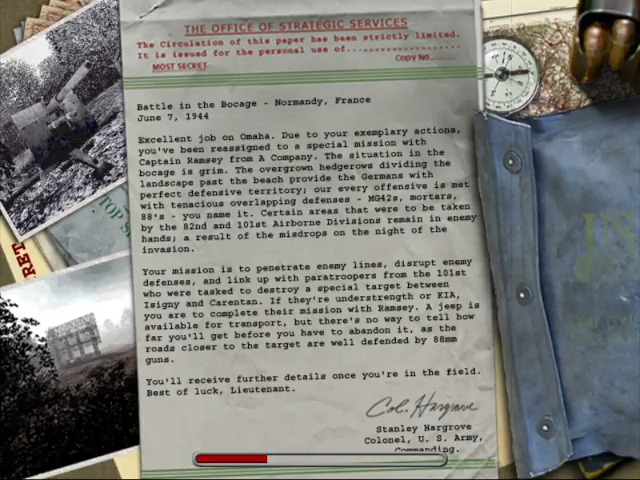 THE OFFICE OF STRATEGIC SERVICES
The Circulation of this paper has been strictly limited.
It is issued for the personal use of
MOST SECRET
Copy No.
Battle in the Bocage - Normandy, France
June 7, 1944
Excellent job on Omaha. Due to your exemplary actions,
you've been reassigned to a special mission with
Captain Ramsey from A Company. The situation in the
bocage is grim. The overgrown hedgerows dividing the
landscape past the beach provide the Germans with
perfect defensive territory; our every offensive is met
with tenacious overlapping defenses - MG42s, mortars,
88's - you name it. Certain areas that were to be taken
by the 82nd and 101st Airborne Divisions remain in enemy
hands; a result of the misdrops on the night of the
invasion.
Your mission is to penetrate enemy lines, disrupt enemy
defenses, and link up with paratroopers from the 101st
who were tasked to destroy a special target between
Isigny and Carentan. If they're understrength or KIA,
you are to complete their mission with Ramsey. A jeep is
available for transport, but there's no way to tell how
far you'll get before you have to abandon it, as the
roads closer to the target are well defended by 88mm
guns.
You'll receive further details once you're in the field.
Best of luck, Lieutenant.
Col. Hargrove
Stanley Hargrove
Colonel, U. S. Army,
Commanding.
TOP
RET
US